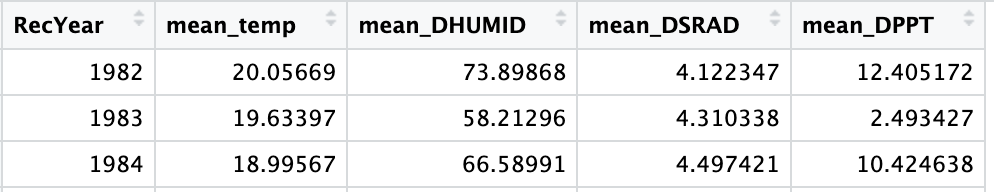 RecYear mean_temp mean_DHUMID mean_DSRAD mean_DPPT
1982 20.05669 73.89868 4.122347 12.405172
1983 19.63397 58.21296 4.310338 2.493427
1984 18.99567 66.58991 4.497421 10.424638